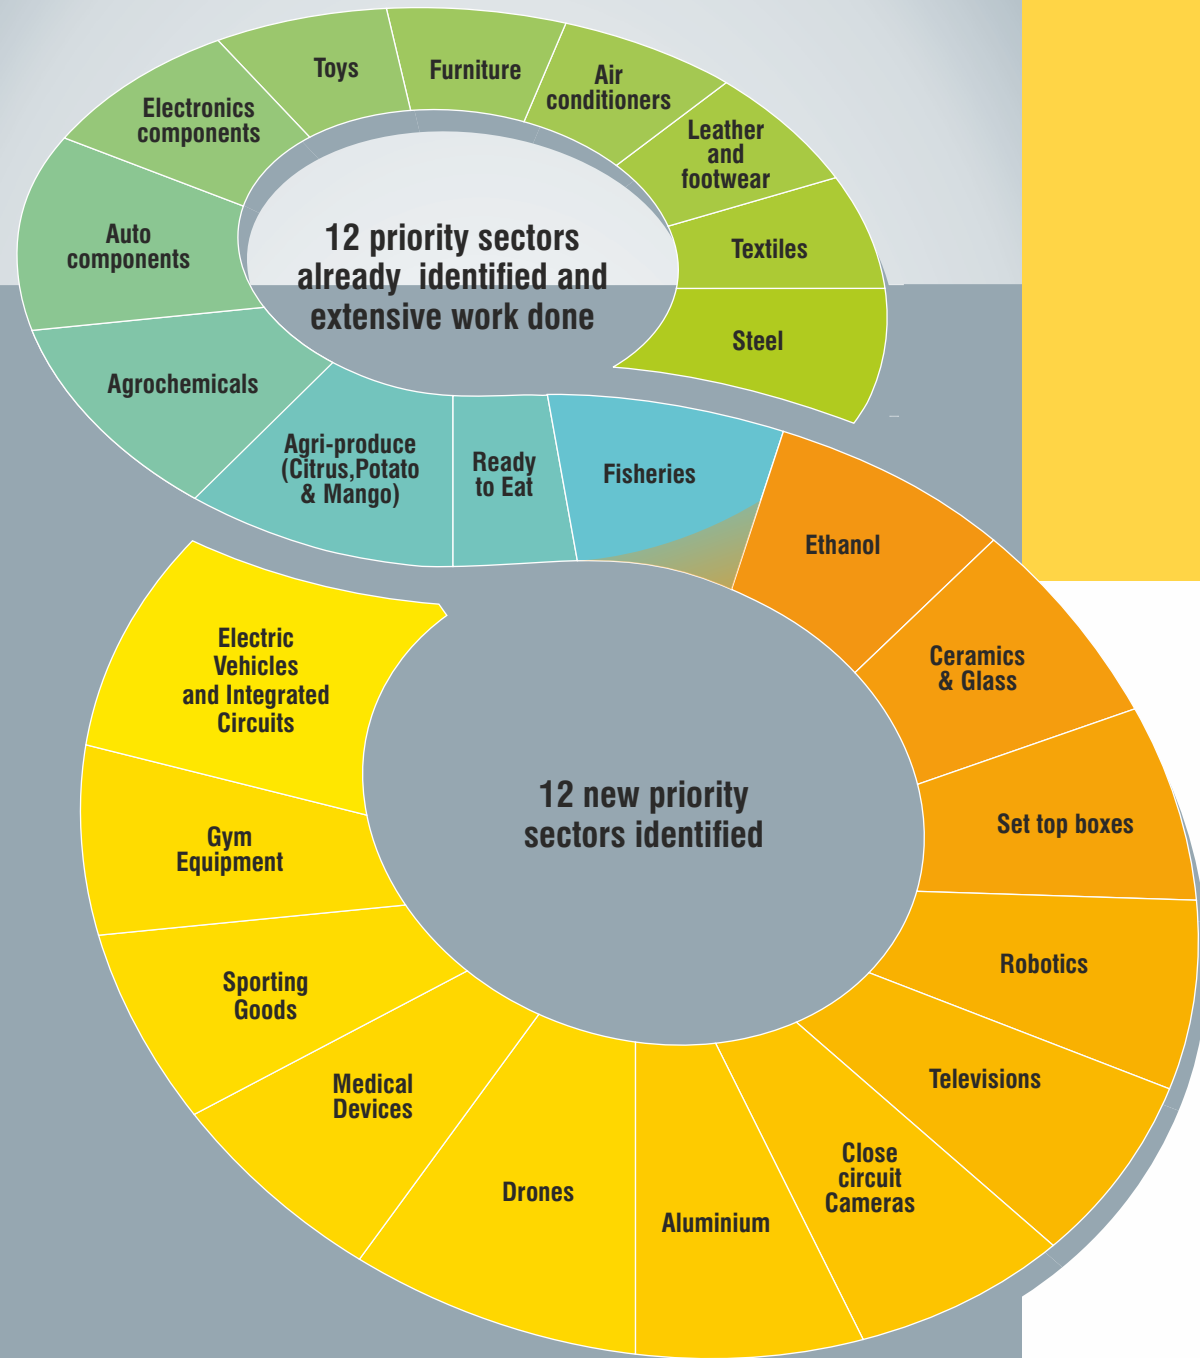 12 priority sectors
already identified and
extensive work done
Steel
Textiles
Leather
and
footwear
Air
conditioners
Furniture
Toys
Electronics
components
Auto
components
Agrochemicals
Agri-produce
(Citrus,Potato
& Mango)
Ready
to Eat
Fisheries
12 new priority
sectors identified
Ethanol
Ceramics
& Glass
Set top boxes
Robotics
Televisions
Close
circuit
Cameras
Aluminium
Drones
Medical
Devices
Sporting
Goods
Gym
Equipment
Electric
Vehicles
and Integrated
Circuits